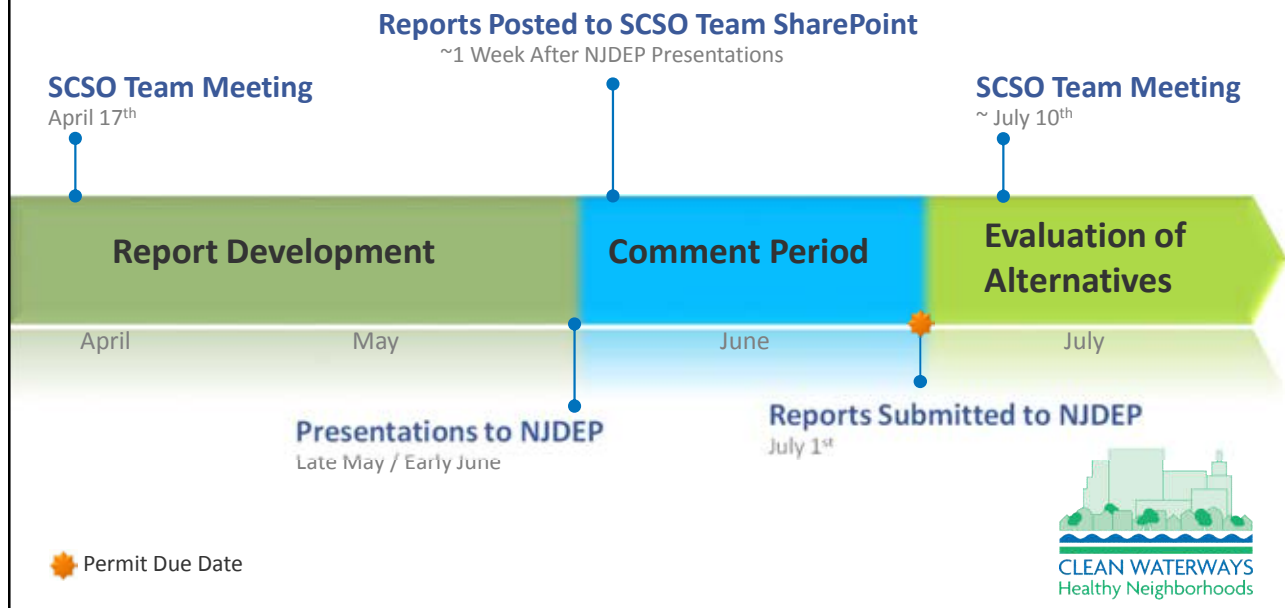 Reports Posted to SCSO Team SharePoint
~1 Week After NJDEP Presentations
SCSO Team Meeting
April 17th
SCSO Team Meeting
~ July 10th
Report Development
Comment Period
Evaluation of
Alternatives
April
May
June
July
Presentations to NJDEP
Late May / Early June
Reports Submitted to NJDEP
July 1st
Permit Due Date
CLEAN WATERWAYS
Healthy Neighborhoods